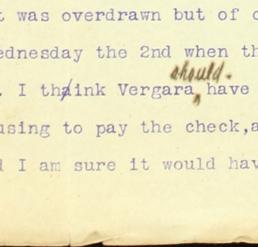 t was overdrawn but of c
ednesday the 2nd when th
should.
. I thaink Vergara, have
using to pay the check,a
d I am sure it would hav